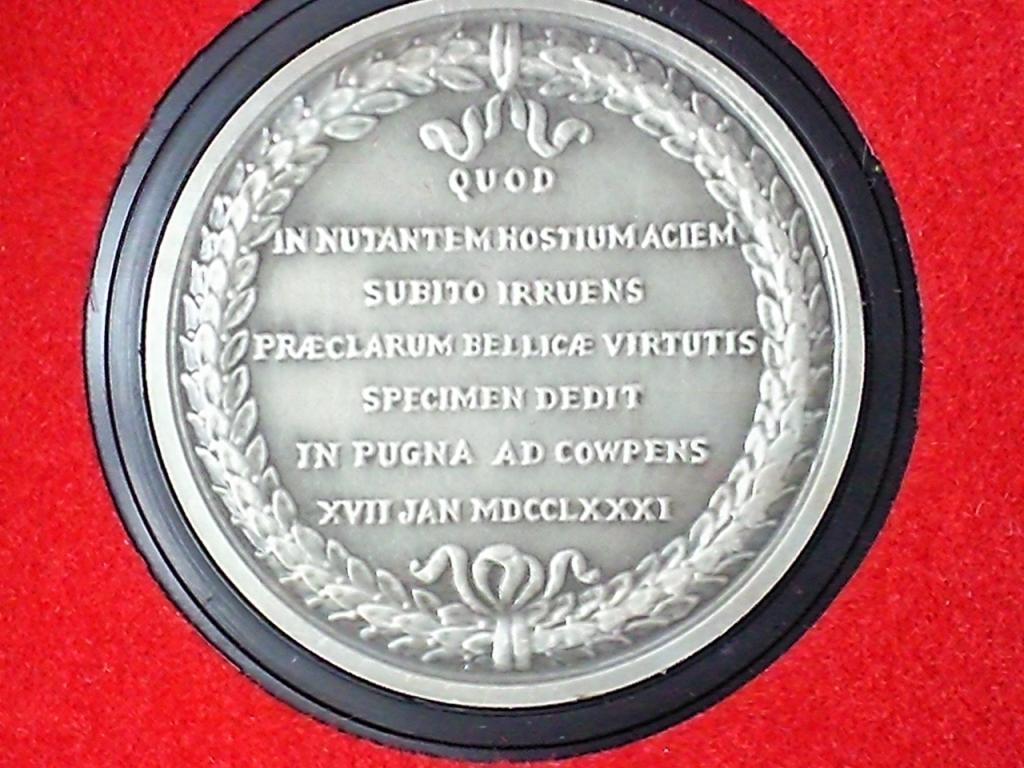 QUOD
IN NUTANTEM HOSTIUM ACIEM
SUBITO IRRUENS
PRÆCLARUM BELLICÆ VIRTUTIS
SPECIMEN DEDIT
IN PUGNA AD COWPENS
XVII JAN MDCCLXXXI